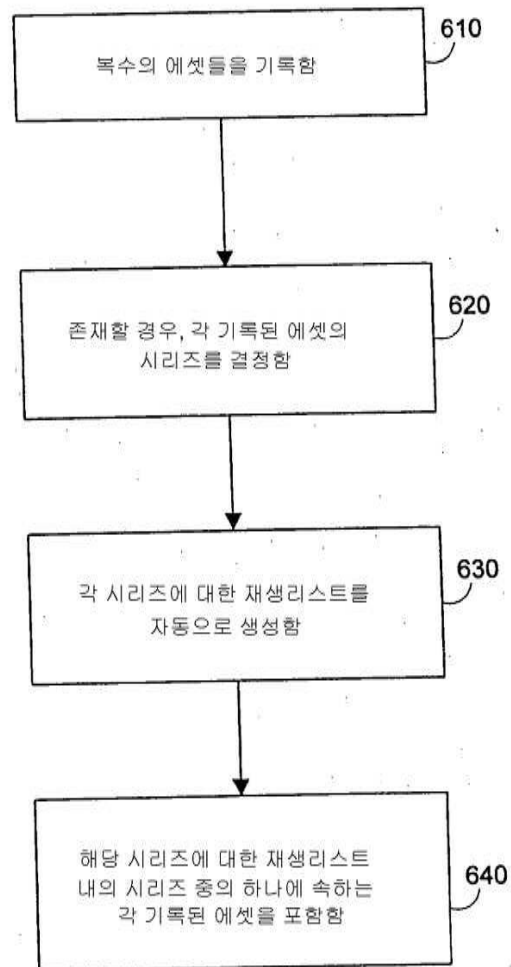 복수의 에셋들을 기록함
610
존재할 경우, 각 기록된 에셋의
시리즈를 결정함
620
각 시리즈에 대한 재생리스트를
자동으로 생성함
630
해당 시리즈에 대한 재생리스트
내의 시리즈 중의 하나에 속하는
각 기록된 에셋을 포함함
640